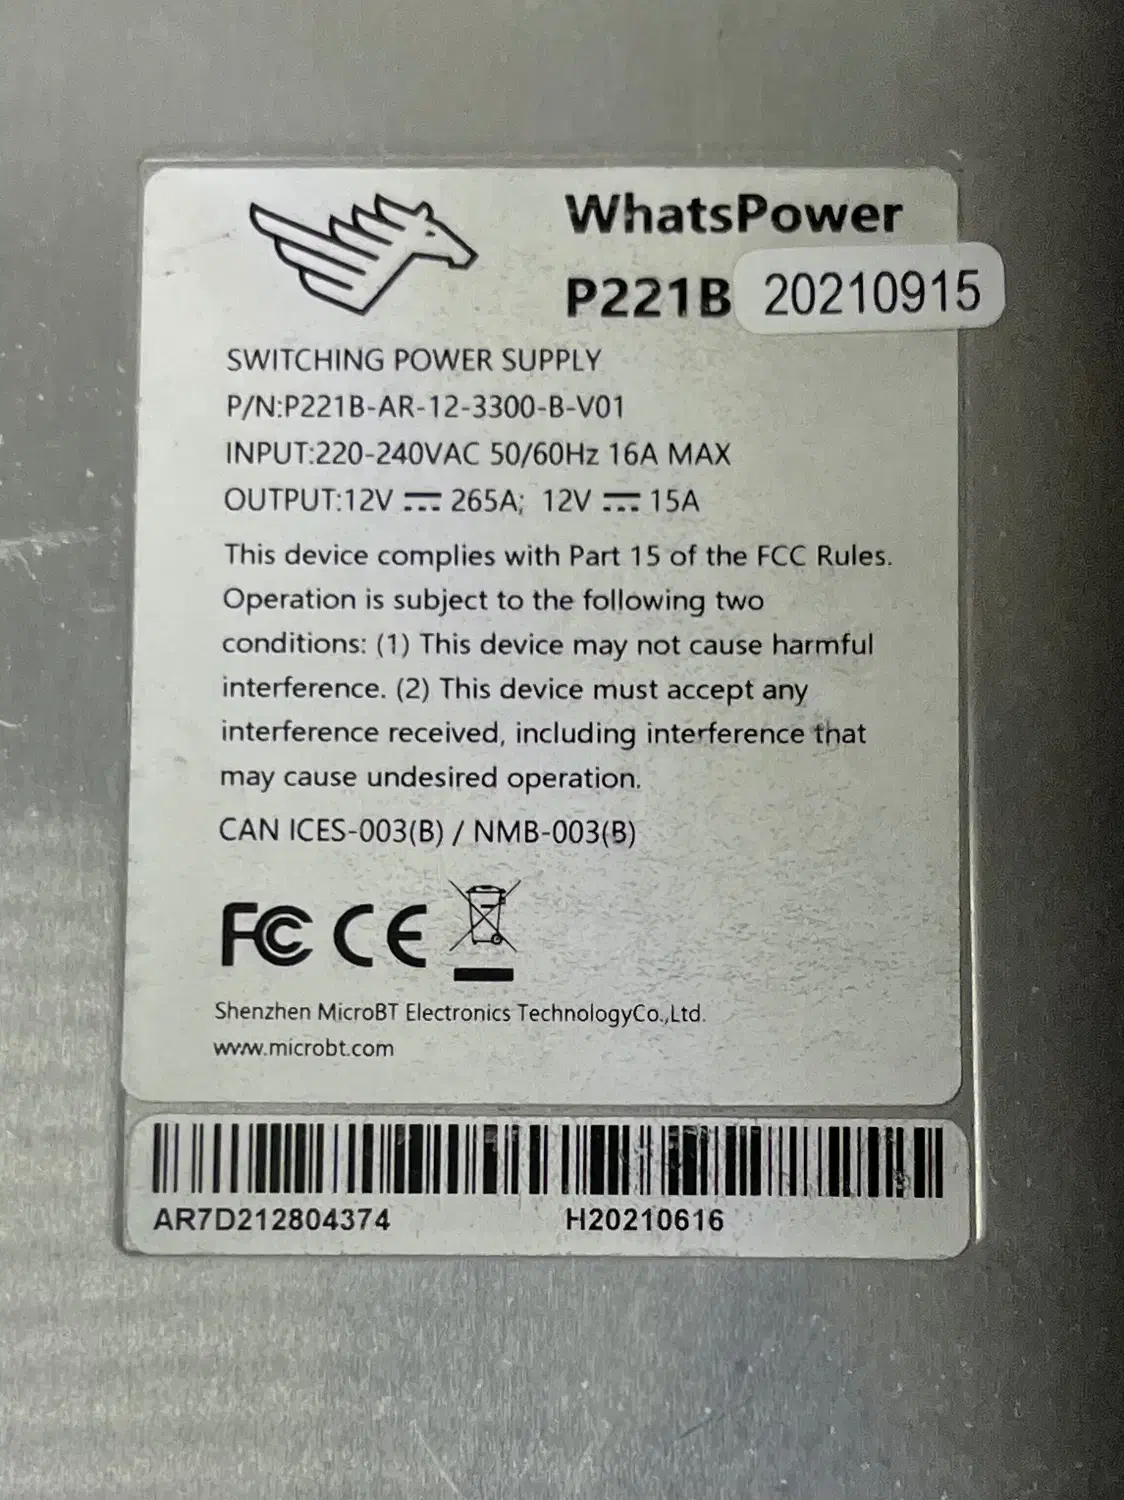 WhatsPower
P221B 20210915
SWITCHING POWER SUPPLY
P/N:P221B-AR-12-3300-B-V01
INPUT:220-240VAC 50/60Hz 16A MAX
OUTPUT:12V ⎓ 265A; 12V ⎓ 15A
This device complies with Part 15 of the FCC Rules.
Operation is subject to the following two
conditions: (1) This device may not cause harmful
interference. (2) This device must accept any
interference received, including interference that
may cause undesired operation.
CAN ICES-003(B) / NMB-003(B)
FC CE
Shenzhen MicroBT Electronics TechnologyCo.,Ltd.
www.microbt.com
AR7D212804374 H20210616